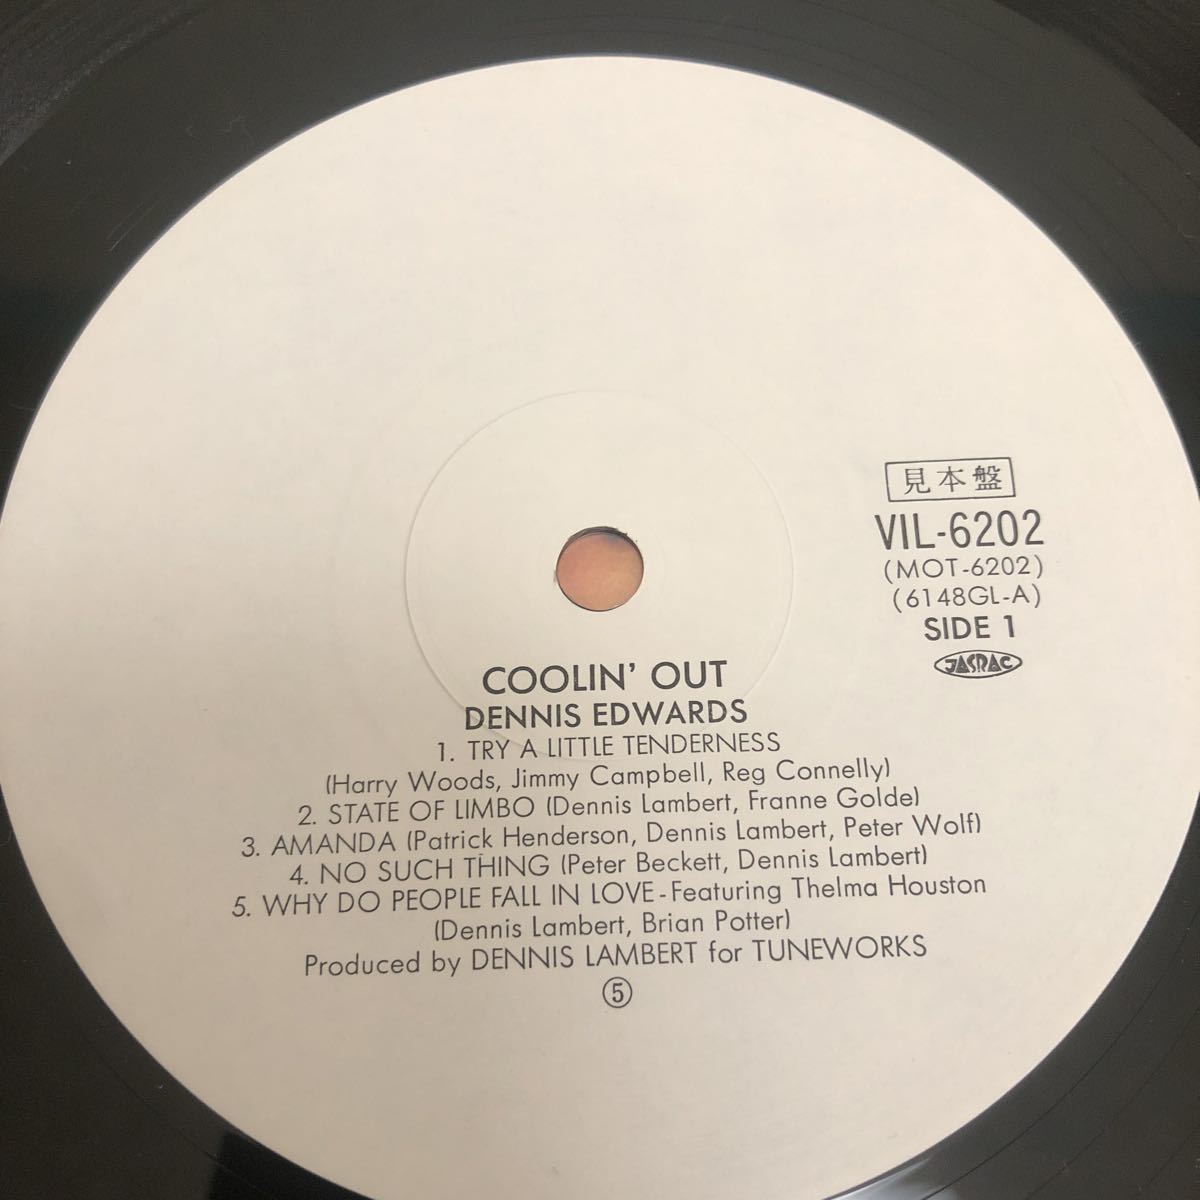 見本盤
VIL-6202
(MOT-6202)
(6148GL-A)
SIDE 1
JASRAC
COOLIN' OUT
DENNIS EDWARDS
1. TRY A LITTLE TENDERNESS
(Harry Woods, Jimmy Campbell, Reg Connelly)
2. STATE OF LIMBO (Dennis Lambert, Franne Golde)
3. AMANDA (Patrick Henderson, Dennis Lambert, Peter Wolf)
4. NO SUCH THING (Peter Beckett, Dennis Lambert)
5. WHY DO PEOPLE FALL IN LOVE-Featuring Thelma Houston
(Dennis Lambert, Brian Potter)
Produced by DENNIS LAMBERT for TUNEWORKS
⑤